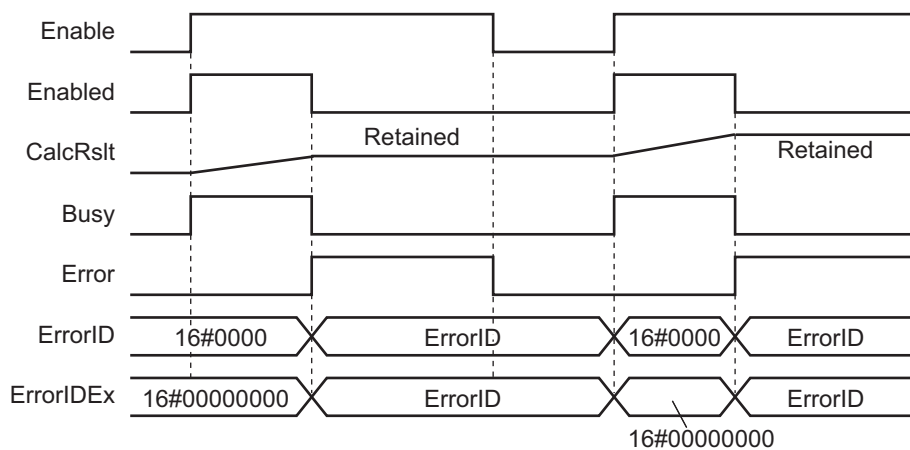 Enable
Enabled
CalcRslt
Retained
Retained
Busy
Error
ErrorID
16#0000
ErrorID
16#0000
ErrorID
ErrorIDEx
16#00000000
ErrorID
ErrorID
16#00000000